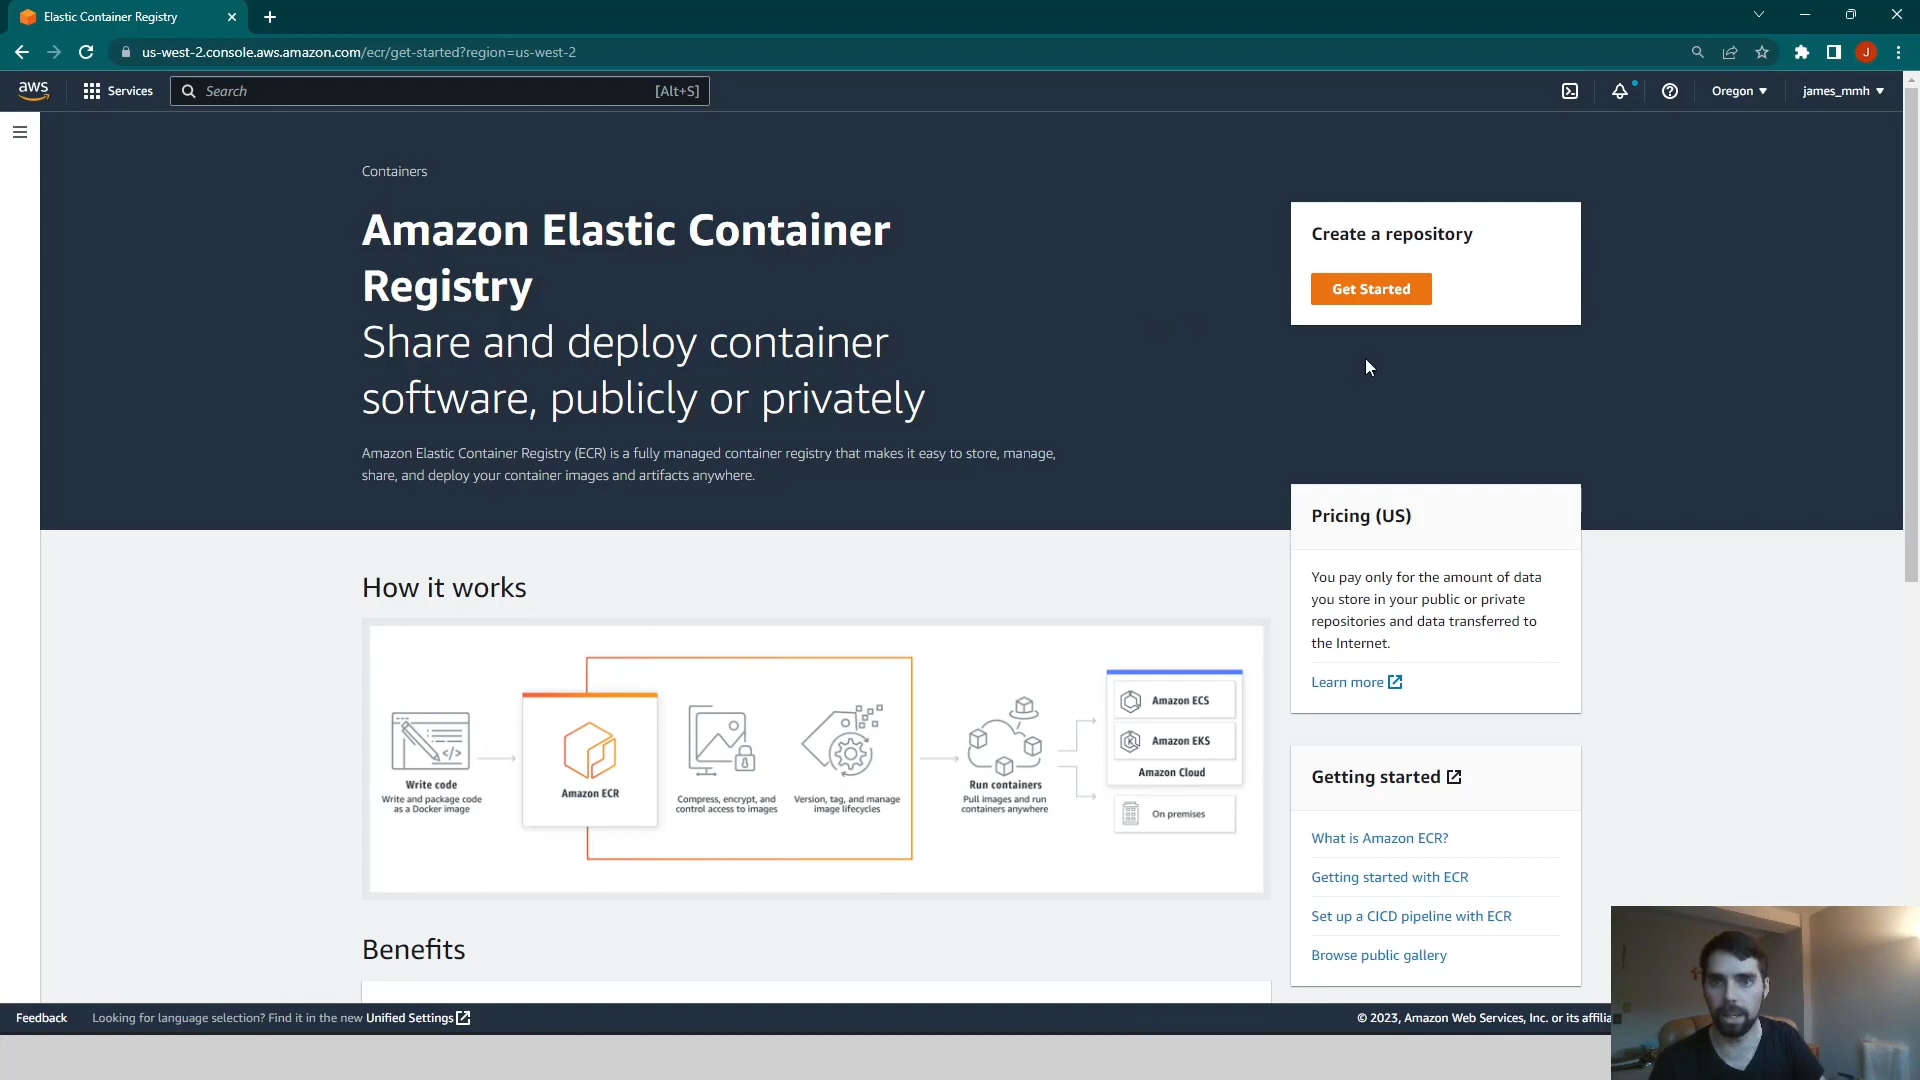 Elastic Container Registry
us-west-2.console.aws.amazon.com/ecr/get-started?region=us-west-2
J
aws
Services
Search
[Alt+S]
Oregon
james_mmh
Containers
Amazon Elastic Container
Registry
Share and deploy container
software, publicly or privately
Amazon Elastic Container Registry (ECR) is a fully managed container registry that makes it easy to store, manage,
share, and deploy your container images and artifacts anywhere.
Create a repository
Get Started
Pricing (US)
You pay only for the amount of data
you store in your public or private
repositories and data transferred to
the Internet.
Learn more
How it works
Write code
Write and package code
as a Docker image
Amazon ECR
Compress, encrypt, and
control access to images
Version, tag, and manage
image lifecycles
Run containers
Pull images and run
containers anywhere
Amazon ECS
Amazon EKS
Amazon Cloud
On premises
Getting started
What is Amazon ECR?
Getting started with ECR
Set up a CICD pipeline with ECR
Browse public gallery
Benefits
Feedback
Looking for language selection? Find it in the new Unified Settings
© 2023, Amazon Web Services, Inc. or its affilia